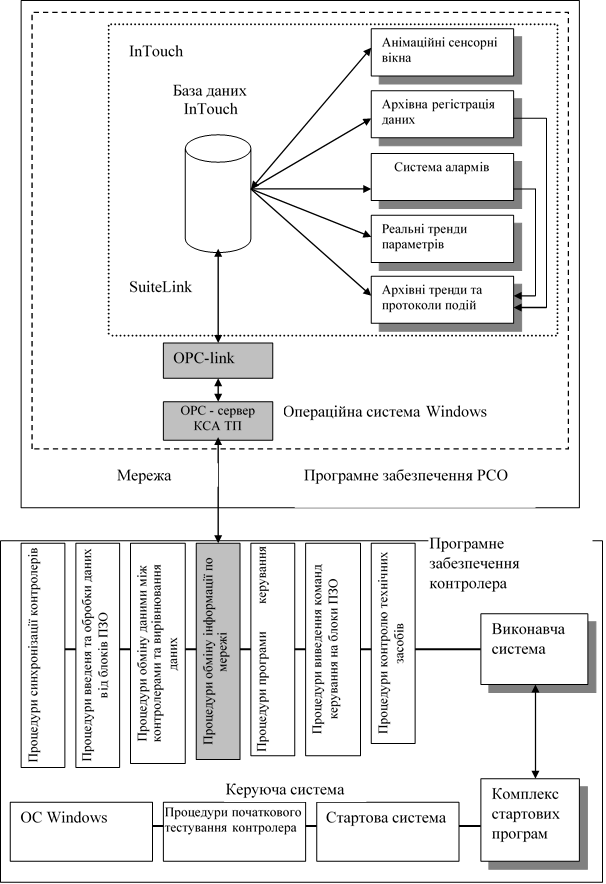 InTouch
База даних
InTouch
Анімаційні сенсорні
вікна
Архівна регістрація
даних
Система алармів
Реальні тренди
параметрів
Архівні тренди та
протоколи подій
SuiteLink
OPC-link
ОРС - сервер
КСА ТП
Операційна система Windows
Мережа
Програмне забезпечення РСО
Програмне
забезпечення
контролера
Процедури синхронізації контролерів
Процедури введеня та обробки даних
від блоків ПЗО
Процедури обміну даними між
контролерами та вирівнювання
даних
Процедури обміну інформації по
мережі
Процедури програми керування
Процедури виведення команд
керування на блоки ПЗО
Процедури контролю технічних
засобів
Виконавча
система
Керуюча система
ОС Windows
Процедури початкового
тестування контролера
Стартова система
Комплекс
стартових
програм